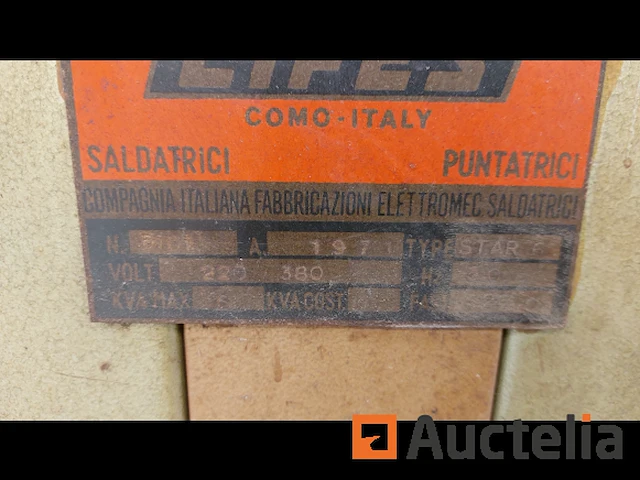 CIFES
COMO-ITALY
SALDATRICI PUNTATRICI
COMPAGNIA ITALIANA FABBRICAZIONI ELETTROMEC SALDATRICI
N. A. 1971 TYPE STAR
VOLT 220 380 H
KVA MAX KVA COST
Auctelia